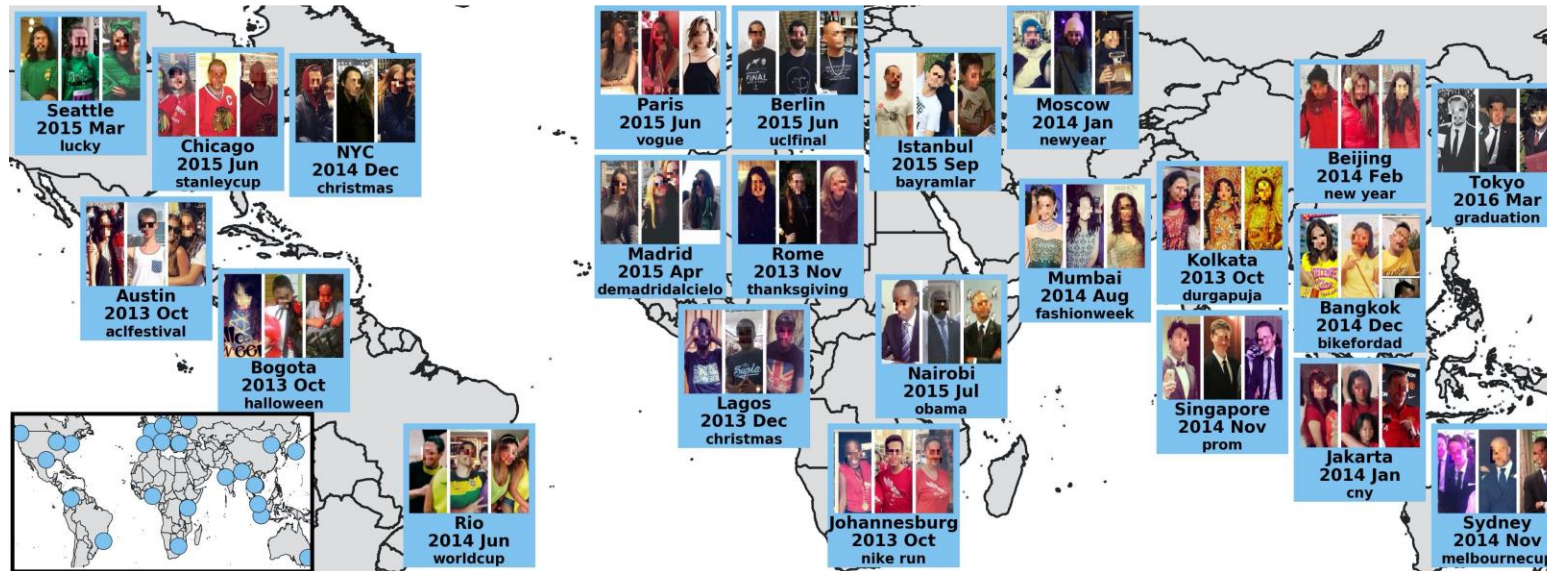 Seattle
2015 Mar
lucky
Chicago
2015 Jun
stanleycup
NYC
2014 Dec
christmas
Austin
2013 Oct
aclfestival
Bogota
2013 Oct
halloween
Rio
2014 Jun
worldcup
Paris
2015 Jun
vogue
Berlin
2015 Jun
uclfinal
Istanbul
2015 Sep
bayramlar
Moscow
2014 Jan
newyear
Madrid
2015 Apr
demadridalcielo
Rome
2013 Nov
thanksgiving
Lagos
2013 Dec
christmas
Nairobi
2015 Jul
obama
Johannesburg
2013 Oct
nike run
Mumbai
2014 Aug
fashionweek
Kolkata
2013 Oct
durgapuja
Singapore
2014 Nov
prom
Beijing
2014 Feb
new year
Bangkok
2014 Dec
bikefordad
Jakarta
2014 Jan
cny
Tokyo
2016 Mar
graduation
Sydney
2014 Nov
melbournecup
FINAL